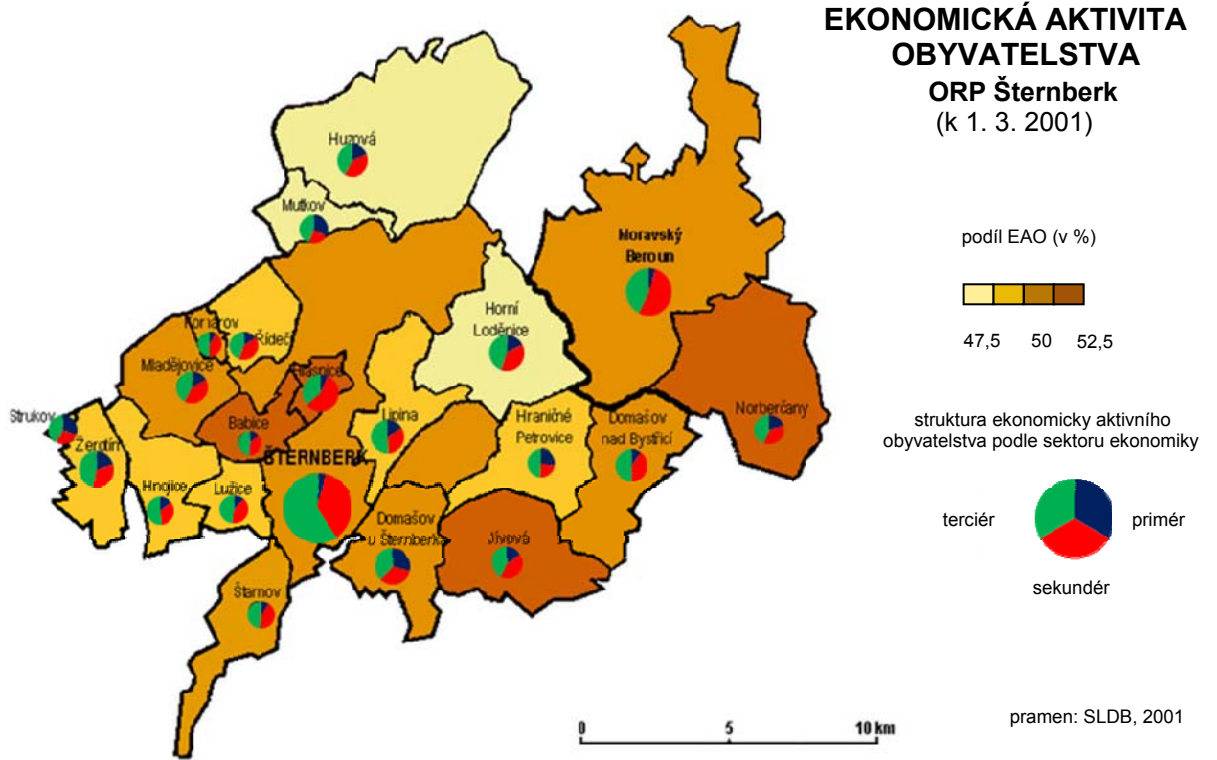 EKONOMICKÁ AKTIVITA
OBYVATELSTVA
ORP Šternberk
(k 1. 3. 2001)
podíl EAO (v %)
47,5 50 52,5
struktura ekonomicky aktivního
obyvatelstva podle sektoru ekonomiky
terciér
primér
sekundér
pramen: SLDB, 2001
Huzová
Mutkov
Moravský
Beroun
Horní
Loděnice
Komárov
Řídeč
Mladějovice
Hlásnice
Strukov
Babice
Lipina
Hraničné
Petrovice
Domašov
nad Bystřicí
Norberčany
Žerotín
ŠTERNBERK
Hnojice
Lužice
Domašov
u Šternberka
Jívová
Štarnov
0 5 10 km